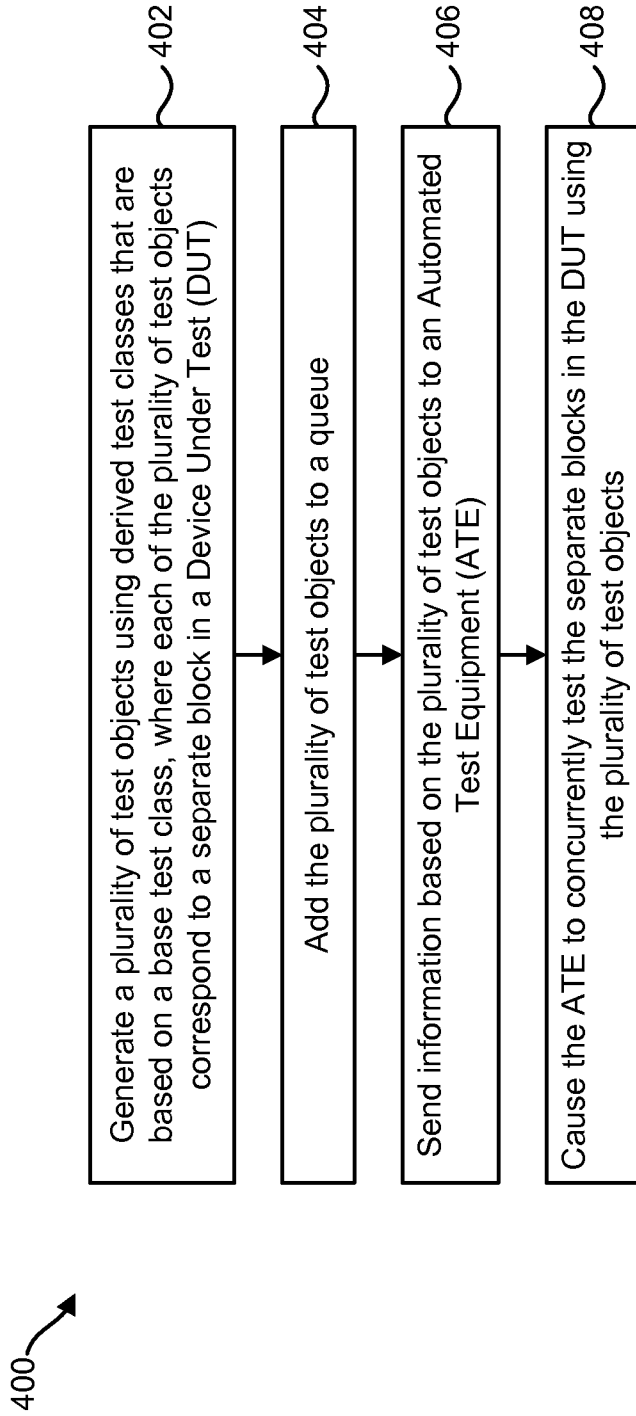 400
Generate a plurality of test objects using derived test classes that are
based on a base test class, where each of the plurality of test objects
correspond to a separate block in a Device Under Test (DUT)
402
Add the plurality of test objects to a queue
404
Send information based on the plurality of test objects to an Automated
Test Equipment (ATE)
406
Cause the ATE to concurrently test the separate blocks in the DUT using
the plurality of test objects
408